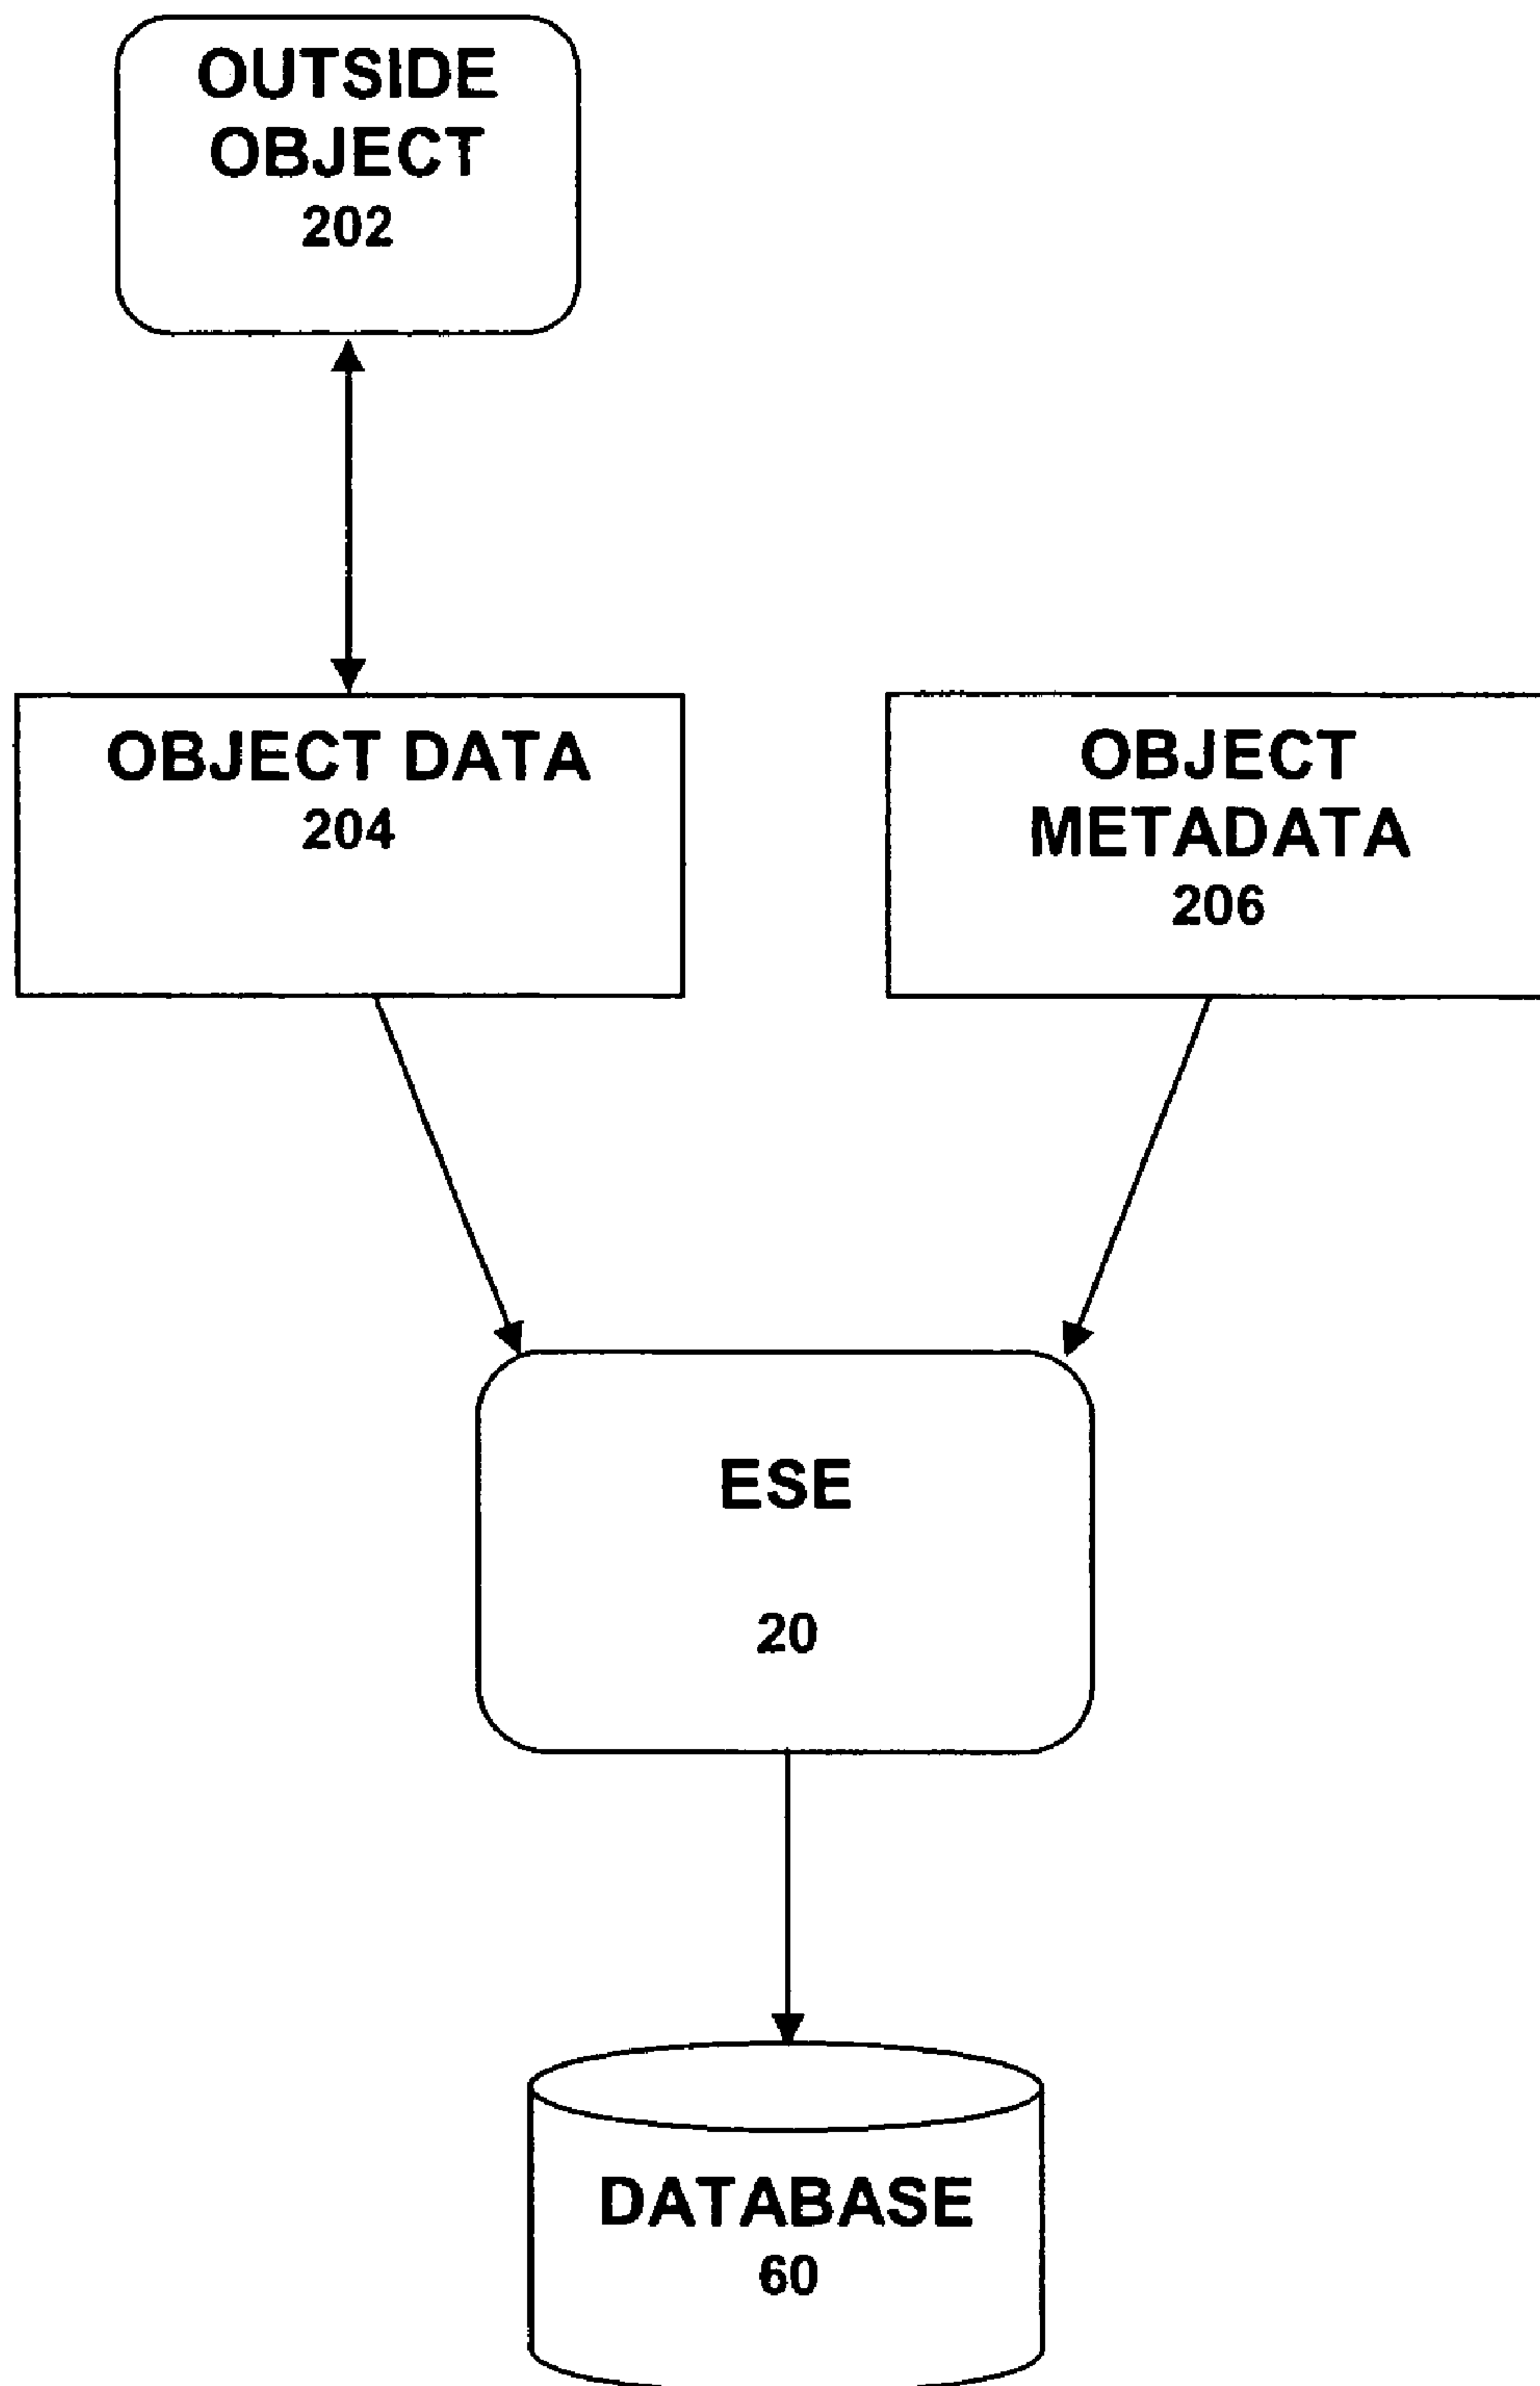 OUTSIDE
OBJECT
202
OBJECT DATA
204
OBJECT
METADATA
206
ESE
20
DATABASE
60